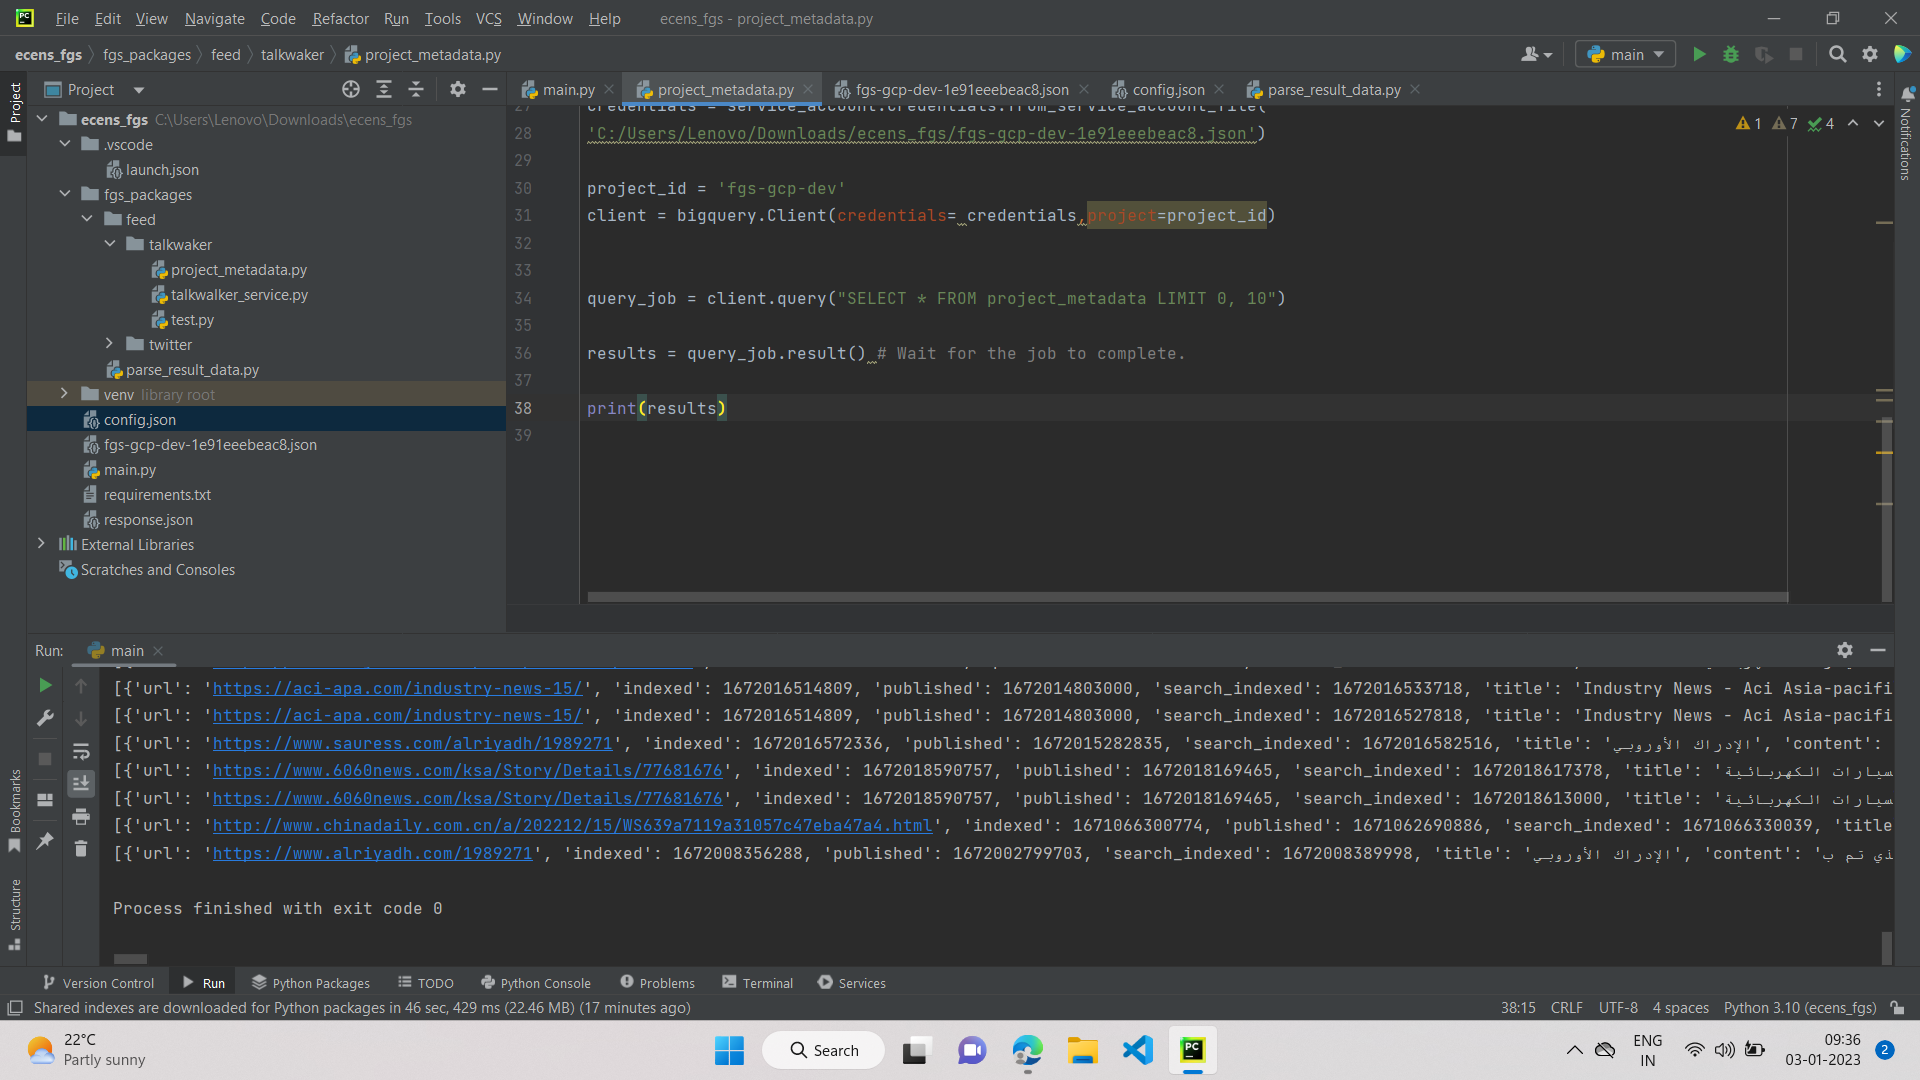 File Edit View Navigate Code Refactor Run Tools VCS Window Help ecens_fgs - project_metadata.py
ecens_fgs fgs_packages feed talkwaker project_metadata.py main
Project
main.py project_metadata.py fgs-gcp-dev-1e91eeebeac8.json config.json parse_result_data.py
Project
Notifications
ecens_fgs C:\Users\Lenovo\Downloads\ecens_fgs
.vscode
launch.json
fgs_packages
feed
talkwaker
project_metadata.py
talkwalker_service.py
test.py
twitter
parse_result_data.py
venv library root
config.json
fgs-gcp-dev-1e91eeebeac8.json
main.py
requirements.txt
response.json
External Libraries
Scratches and Consoles
1 7 4
27 credentials = service_account.Credentials.from_service_account_file(
28 'C:/Users/Lenovo/Downloads/ecens_fgs/fgs-gcp-dev-1e91eeebeac8.json')
29
30 project_id = 'fgs-gcp-dev'
31 client = bigquery.Client(credentials= credentials,project=project_id)
32
33
34 query_job = client.query("SELECT * FROM project_metadata LIMIT 0, 10")
35
36 results = query_job.result() # Wait for the job to complete.
37
38 print(results)
39
Run: main
[{'url': 'https://aci-apa.com/industry-news-15/', 'indexed': 1672016514809, 'published': 1672014803000, 'search_indexed': 1672016533718, 'title': 'Industry News - Aci Asia-pacifi
[{'url': 'https://aci-apa.com/industry-news-15/', 'indexed': 1672016514809, 'published': 1672014803000, 'search_indexed': 1672016527818, 'title': 'Industry News - Aci Asia-pacifi
[{'url': 'https://www.sauress.com/alriyadh/1989271', 'indexed': 1672016572336, 'published': 1672015282835, 'search_indexed': 1672016582516, 'title': 'الإدراك الأوروبي', 'content':
[{'url': 'https://www.6060news.com/ksa/Story/Details/77681676', 'indexed': 1672018590757, 'published': 1672018169465, 'search_indexed': 1672018617378, 'title': 'سيارات الكهربائية
[{'url': 'https://www.6060news.com/ksa/Story/Details/77681676', 'indexed': 1672018590757, 'published': 1672018169465, 'search_indexed': 1672018613000, 'title': 'سيارات الكهربائية
[{'url': 'http://www.chinadaily.com.cn/a/202212/15/WS639a7119a31057c47eba47a4.html', 'indexed': 1671066300774, 'published': 1671062690886, 'search_indexed': 1671066330039, 'title
[{'url': 'https://www.alriyadh.com/1989271', 'indexed': 1672008356288, 'published': 1672002799703, 'search_indexed': 1672008389998, 'title': 'الإدراك الأوروبي', 'content': 'ذي تم ب
Process finished with exit code 0
Bookmarks
Structure
Version Control Run Python Packages TODO Python Console Problems Terminal Services
Shared indexes are downloaded for Python packages in 46 sec, 429 ms (22.46 MB) (17 minutes ago) 38:15 CRLF UTF-8 4 spaces Python 3.10 (ecens_fgs)
22°C
Partly sunny
Search
ENG
IN
09:36
03-01-2023
2